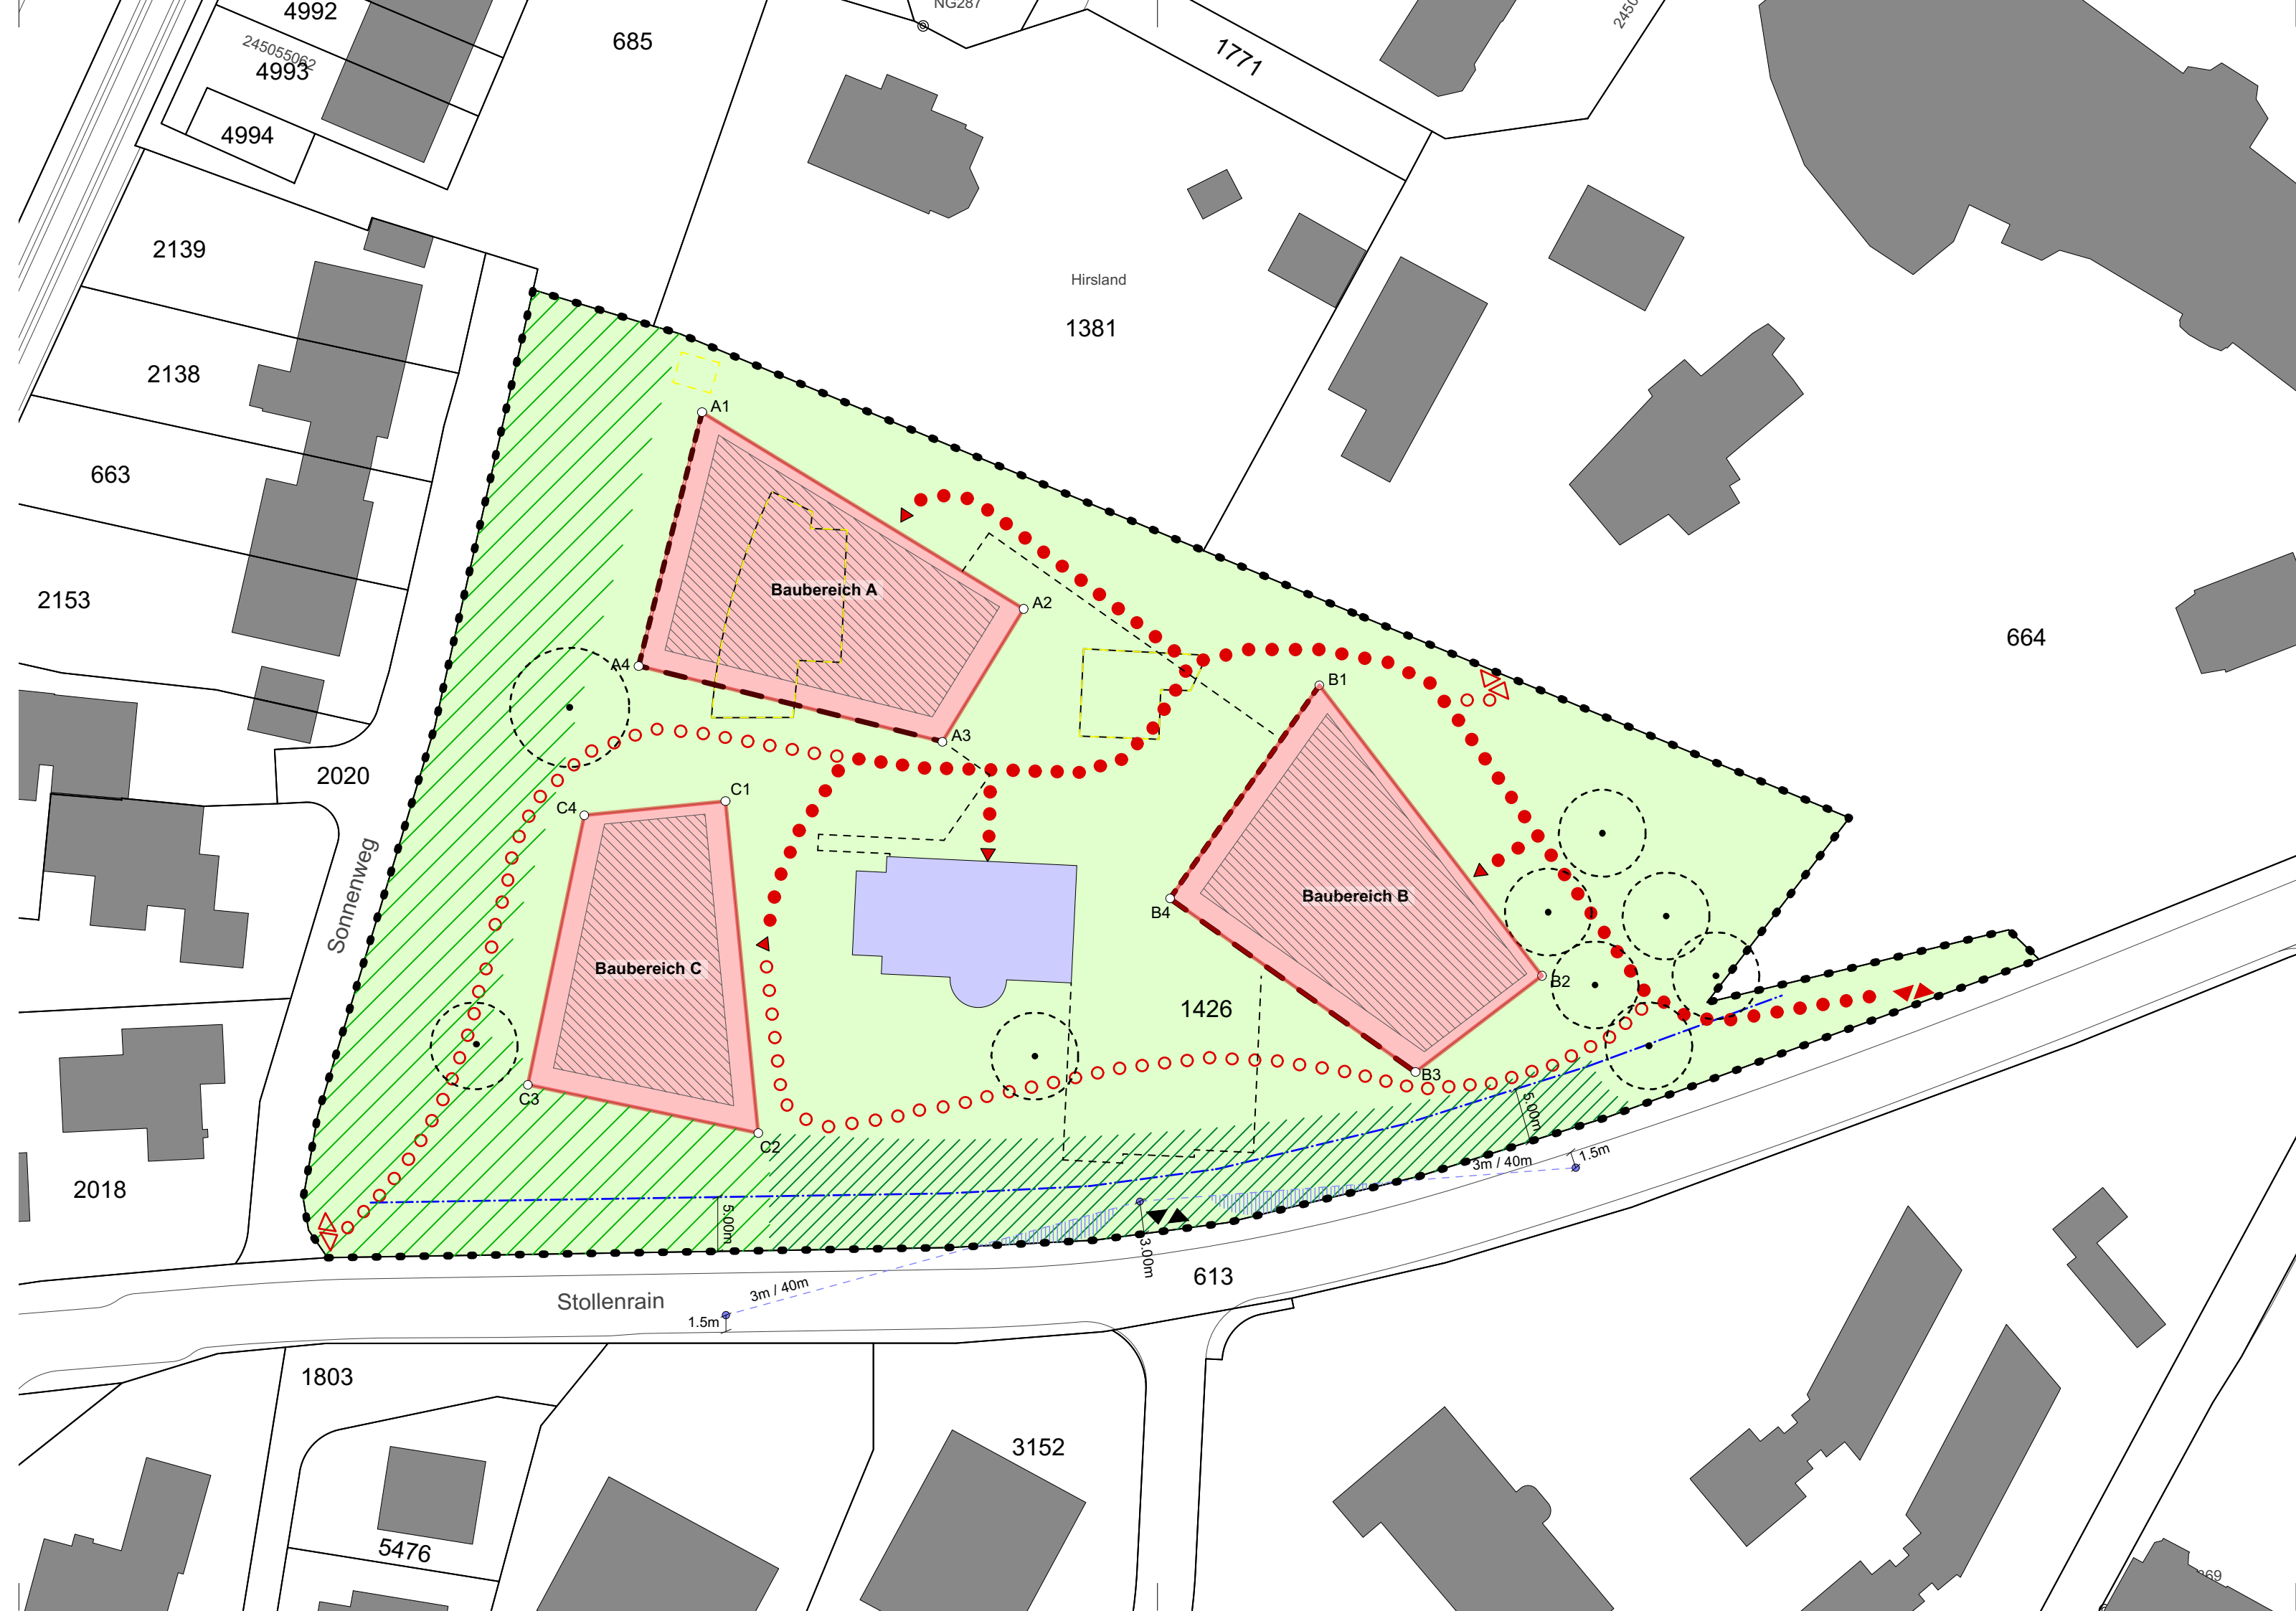 4992
NG287
685
245055062
4993
1771
4994
2139
Hirsland
1381
2138
A1
663
Baubereich A
2153
A2
664
A4
B1
A3
2020
C1
C4
Baubereich B
B4
Sonnenweg
Baubereich C
B2
1426
B3
C3
5.00m
C2
1.5m
3m / 40m
2018
5.00m
3.00m
613
3m / 40m
Stollenrain
1.5m
1803
3152
5476